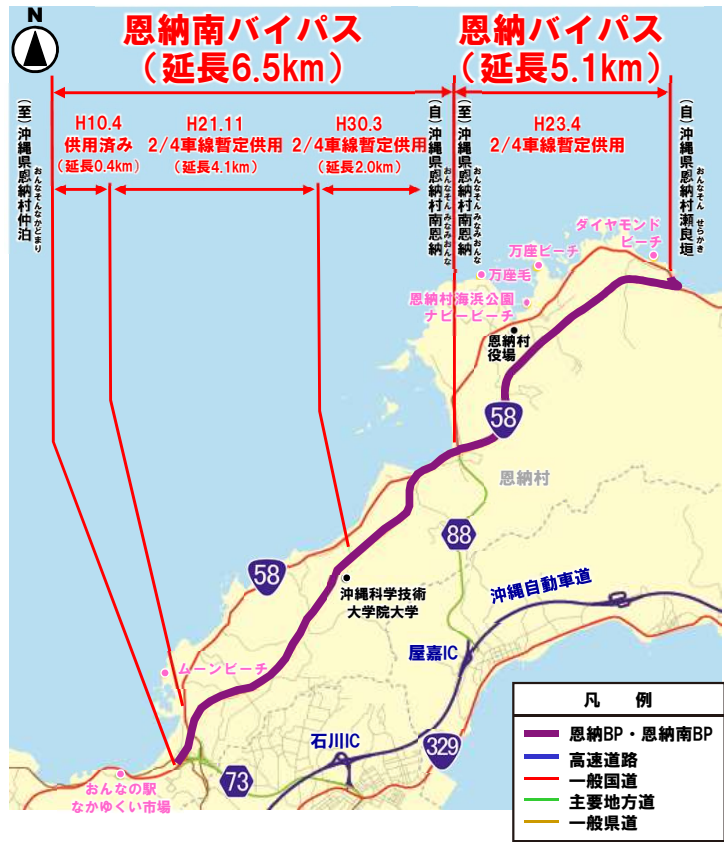 N
恩納南バイパス
（延長6.5km）
恩納バイパス
（延長5.1km）
（至）沖縄県恩納村仲泊
おんなそんなかどまり
H10.4
供用済み
（延長0.4km）
H21.11
2/4車線暫定供用
（延長4.1km）
H30.3
2/4車線暫定供用
（延長2.0km）
（自）沖縄県恩納村南恩納
おんなそん みなみおんな
（至）沖縄県恩納村南恩納
おんなそん みなみおんな
H23.4
2/4車線暫定供用
（自）沖縄県恩納村瀬良垣
おんなそん せらかき
ダイヤモンド
ビーチ
万座ビーチ
万座毛
恩納村海浜公園
ナビービーチ
恩納村
役場
58
恩納村
88
58
沖縄科学技術
大学院大学
沖縄自動車道
屋嘉IC
ムーンビーチ
石川IC
329
73
おんなの駅
なかゆくい市場
凡 例
恩納BP・恩納南BP
高速道路
一般国道
主要地方道
一般県道